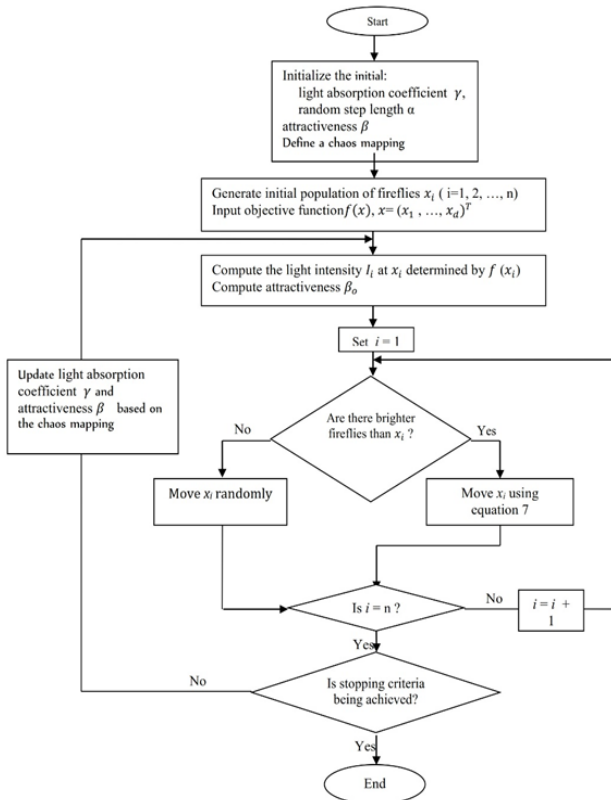 Start
Initialize the initial:
light absorption coefficient γ,
random step length α
attractiveness β
Define a chaos mapping
Generate initial population of fireflies xᵢ ( i=1, 2, …, n)
Input objective functionf(x), x= (x₁ , …, x_d)ᵀ
Compute the light intensity Iᵢ at xᵢ determined by f (xᵢ)
Compute attractiveness βₒ
Set i = 1
Update light absorption
coefficient γ and
attractiveness β based on
the chaos mapping
Are there brighter
fireflies than xᵢ ?
No
Yes
Move xᵢ randomly
Move xᵢ using
equation 7
Is i = n ?
No
i = i +
1
Yes
Is stopping criteria
being achieved?
No
Yes
End